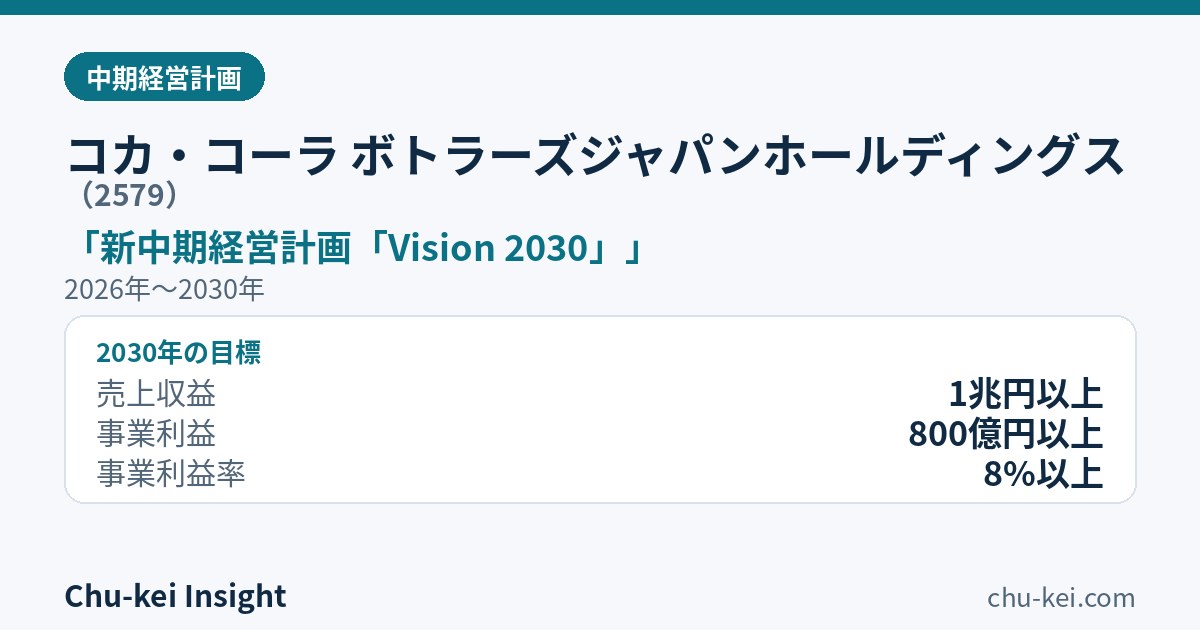 中期経営計画
コカ・コーラ ボトラーズジャパンホールディングス
（2579）
「新中期経営計画「Vision 2030」」
2026年〜2030年
2030年の目標
売上収益 1兆円以上
事業利益 800億円以上
事業利益率 8%以上
Chu-kei Insight chu-kei.com